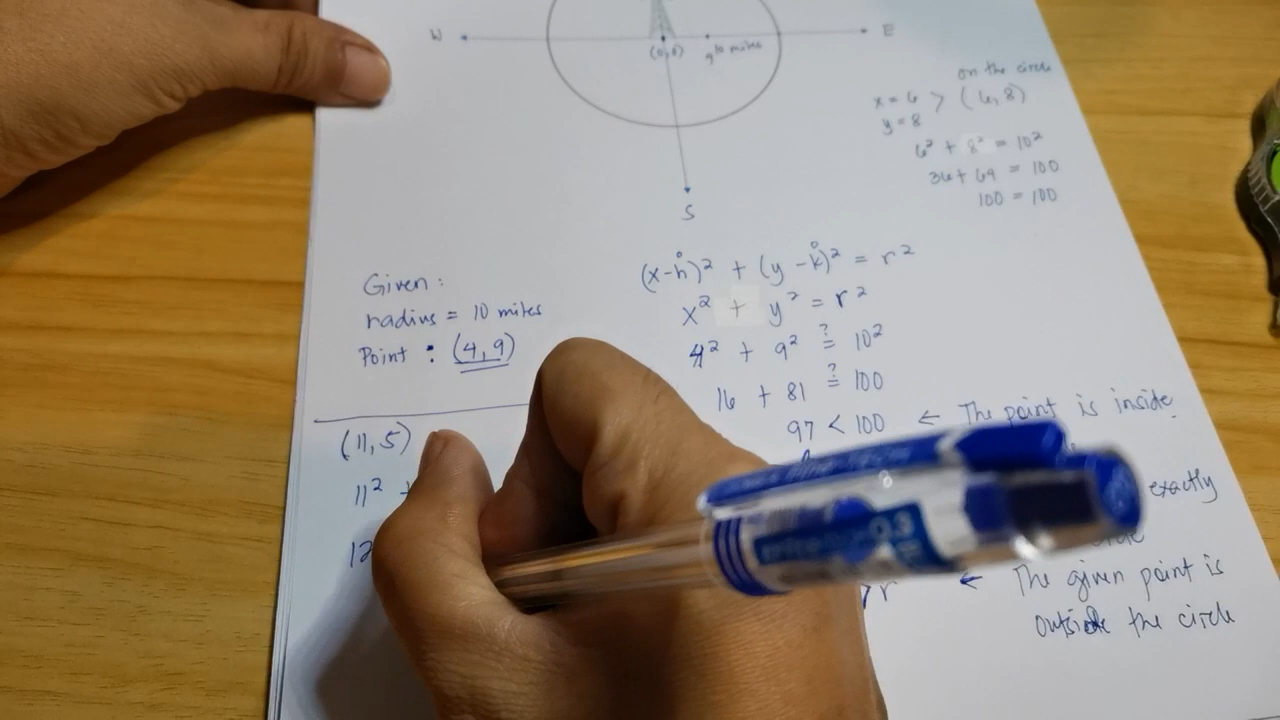 W
E
(0,0)
10 miles
on the circle
x = 6 > (6,8)
y = 8
6² + 8² = 10²
36 + 64 = 100
100 = 100
S
(x-h)² + (y-k)² = r²
x² + y² = r²
4² + 9² ≟ 10²
16 + 81 ≟ 100
97 < 100 ← The point is inside
Given:
radius = 10 miles
Point : (4,9)
(11,5)
11² +
12
exactly
>r ← The given point is
outside the circle